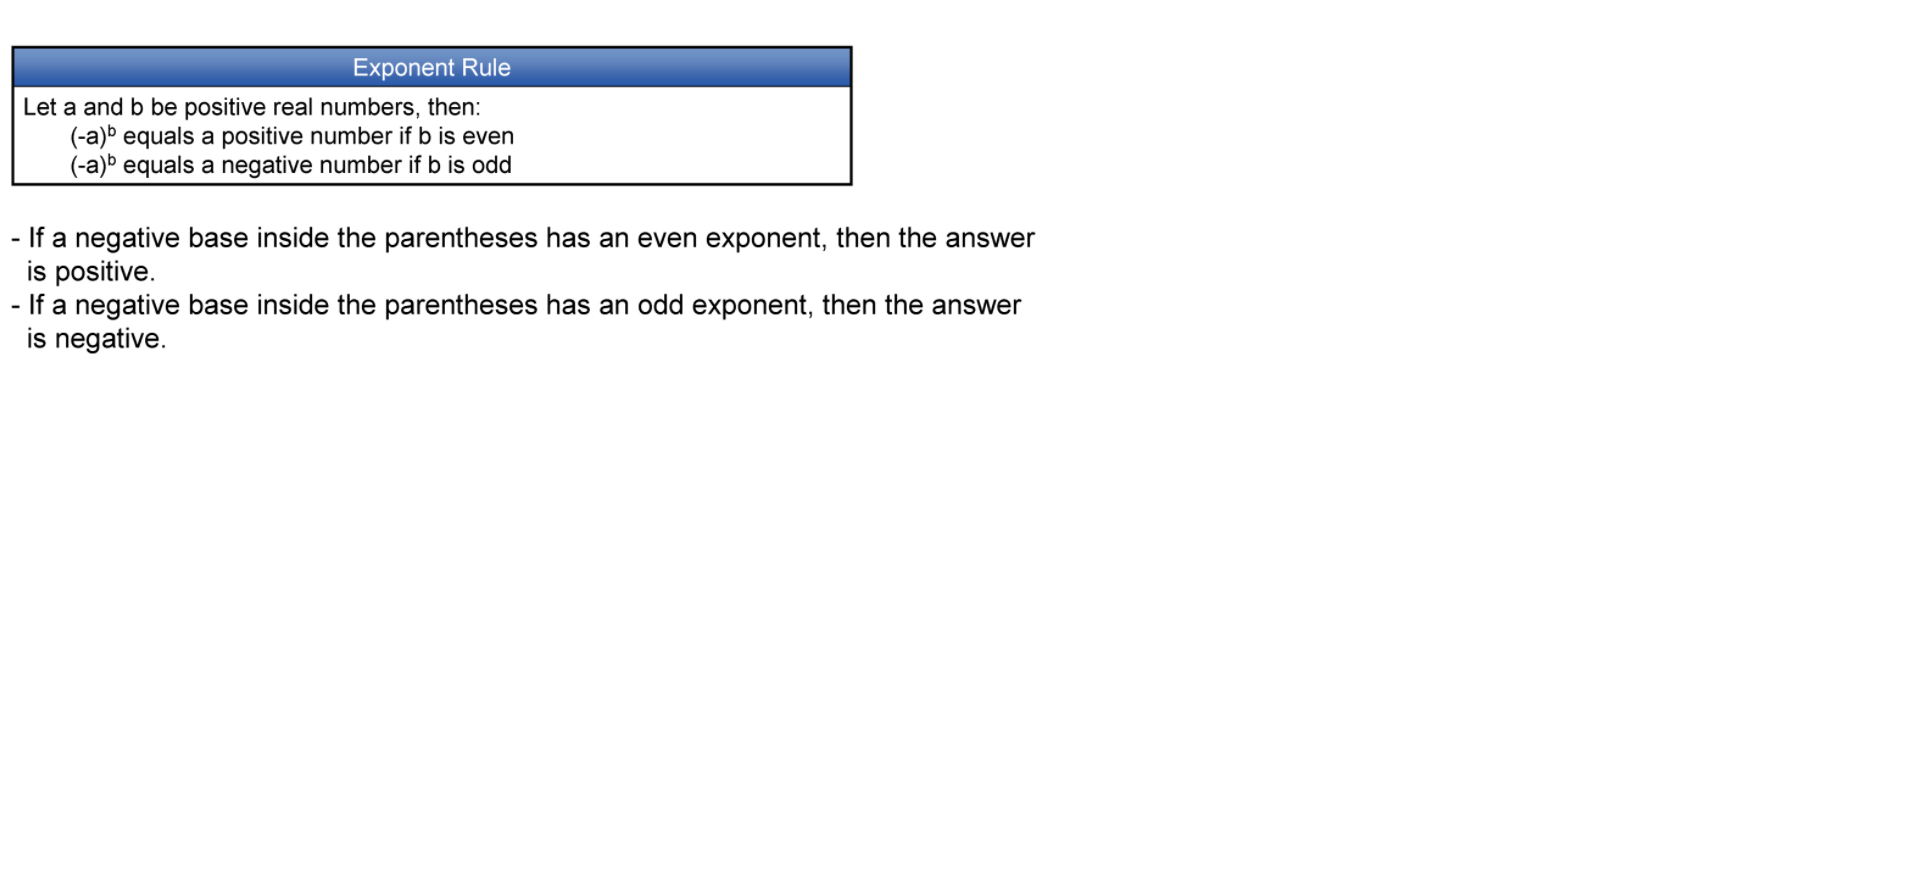 Exponent Rule
Let a and b be positive real numbers, then:
(-a)ᵇ equals a positive number if b is even
(-a)ᵇ equals a negative number if b is odd
- If a negative base inside the parentheses has an even exponent, then the answer
is positive.
- If a negative base inside the parentheses has an odd exponent, then the answer
is negative.